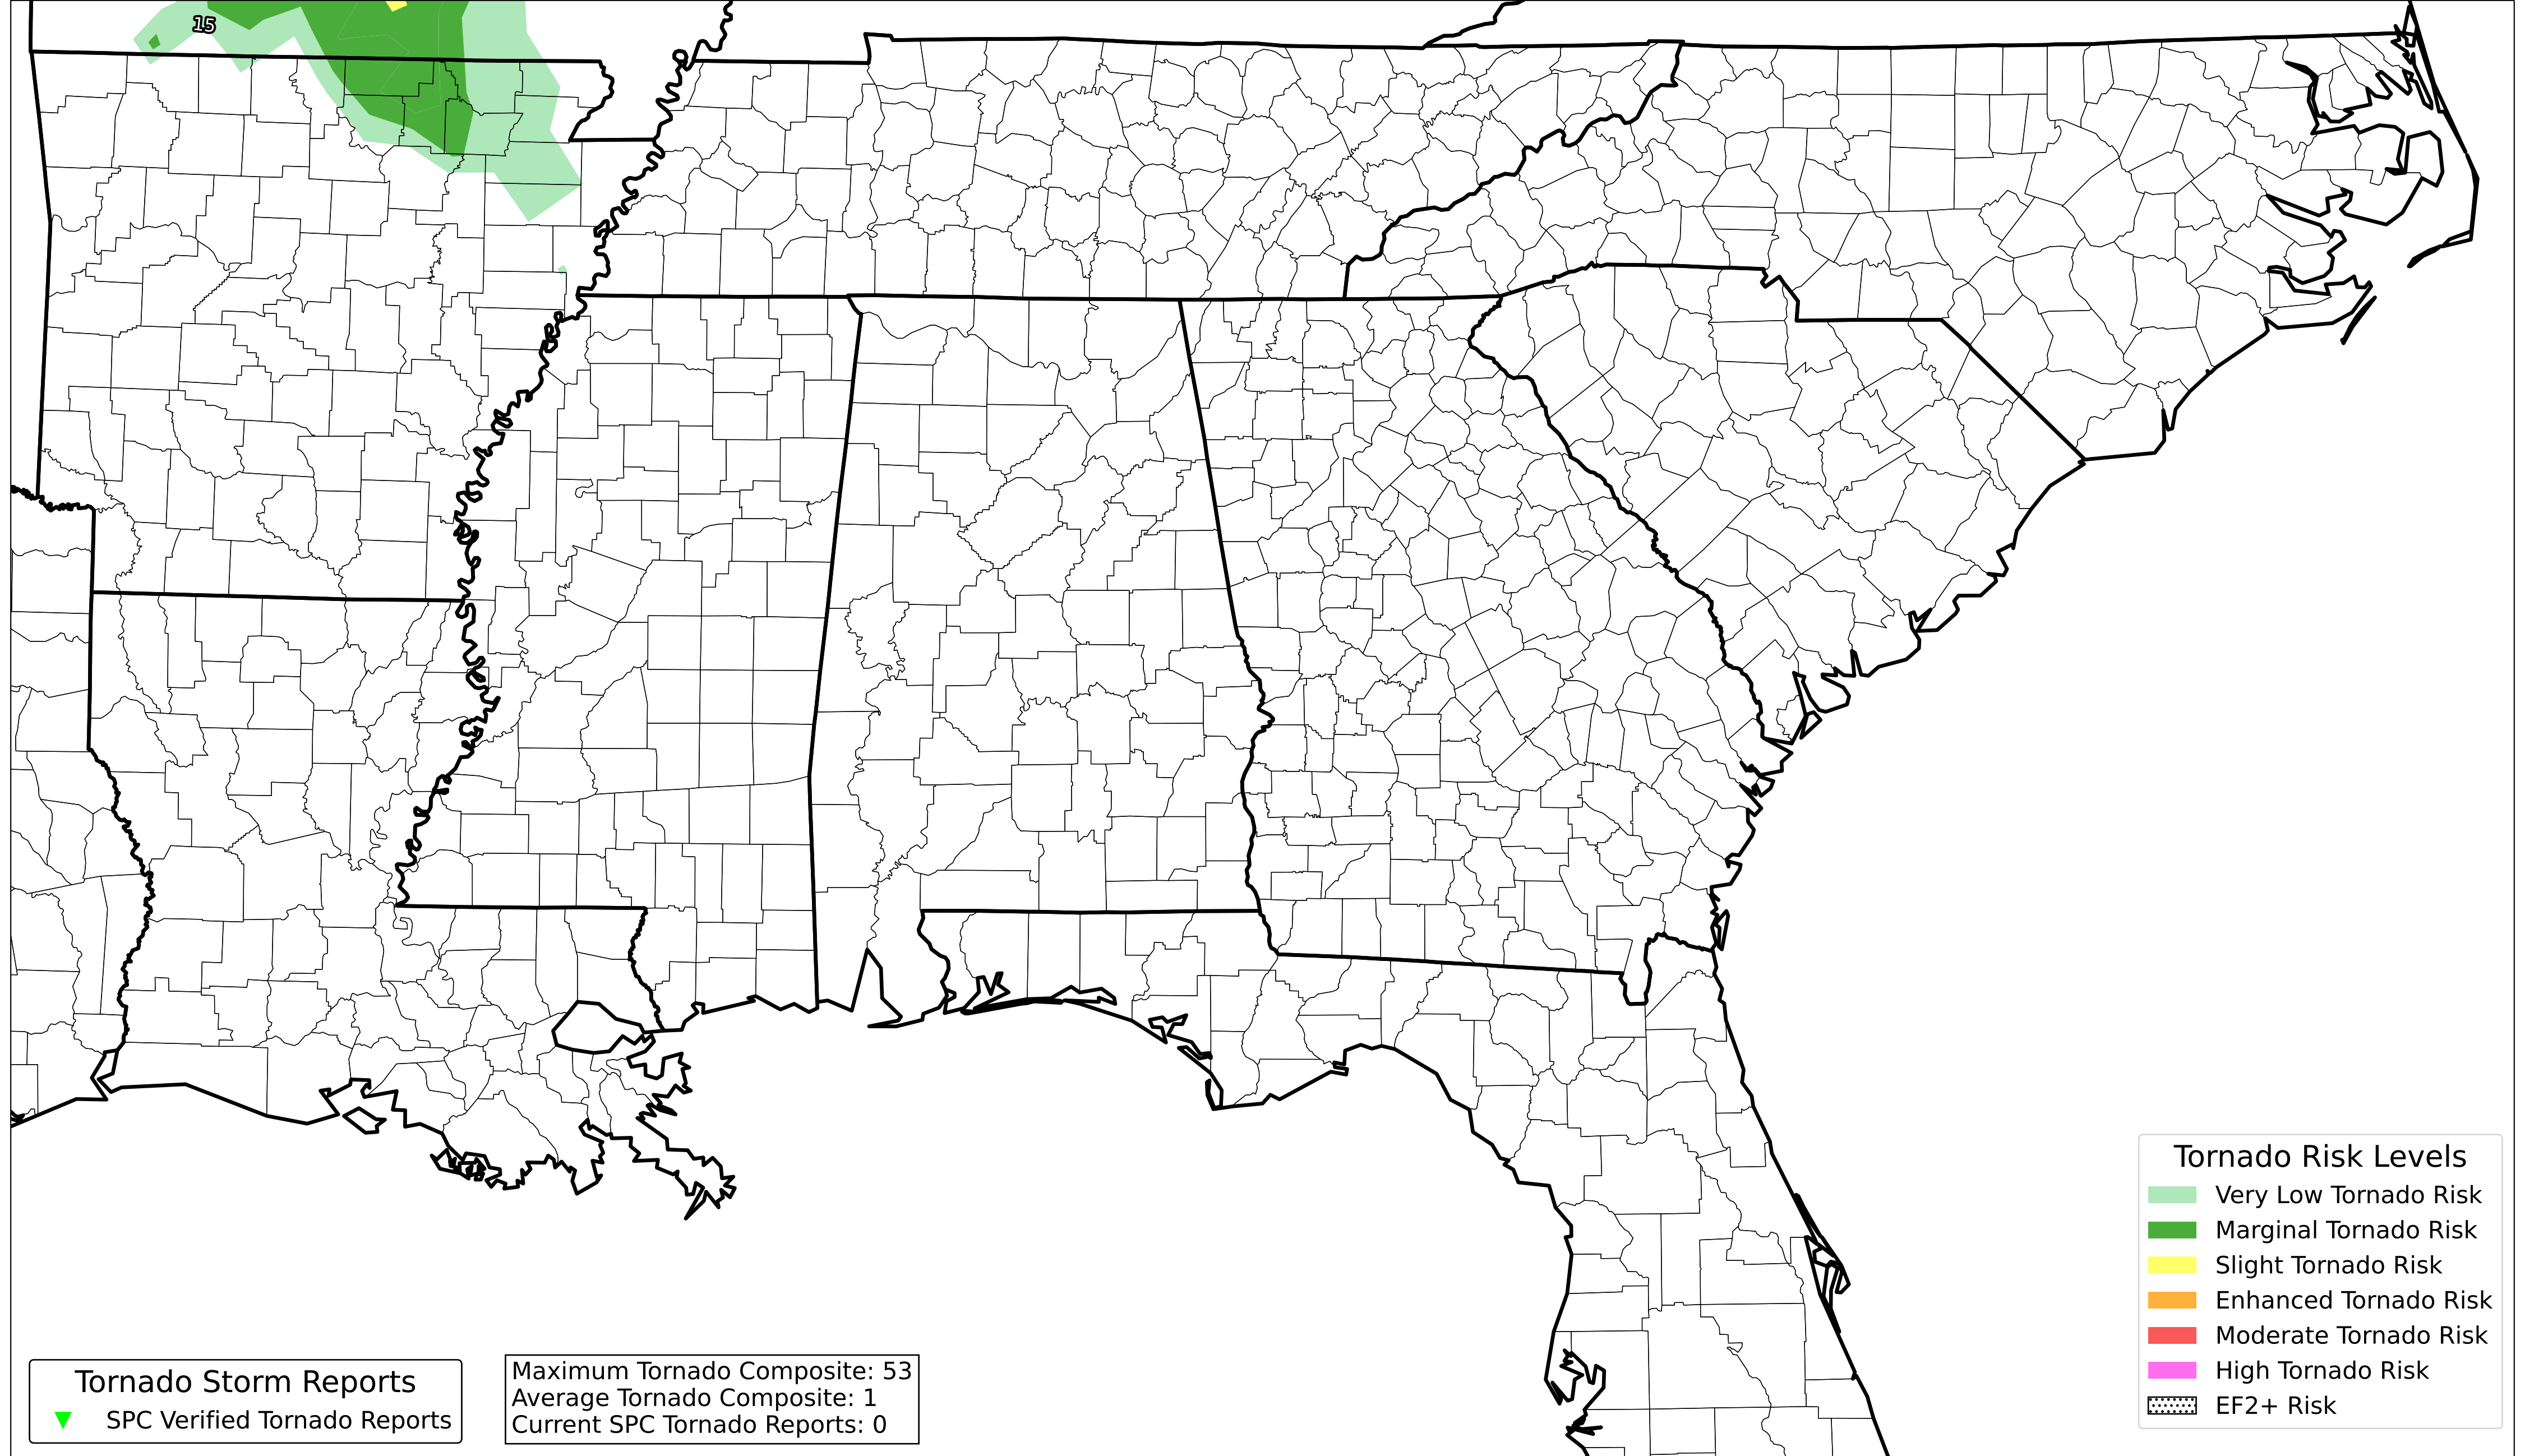 15
Tornado Risk Levels
Very Low Tornado Risk
Marginal Tornado Risk
Slight Tornado Risk
Enhanced Tornado Risk
Moderate Tornado Risk
High Tornado Risk
EF2+ Risk
Tornado Storm Reports
SPC Verified Tornado Reports
Maximum Tornado Composite: 53
Average Tornado Composite: 1
Current SPC Tornado Reports: 0